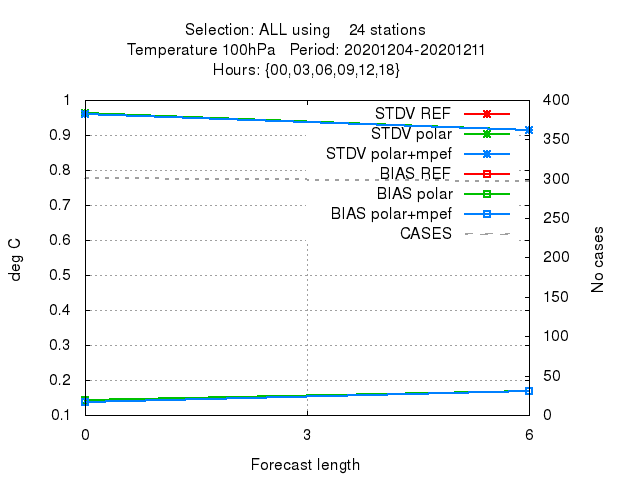 Selection: ALL using    24 stations
Temperature 100hPa   Period: 20201204-20201211
Hours: {00,03,06,09,12,18}
1
0.9
0.8
0.7
0.6
0.5
0.4
0.3
0.2
0.1
deg C
STDV REF
STDV polar
STDV polar+mpef
BIAS REF
BIAS polar
BIAS polar+mpef
CASES
400
350
300
250
200
150
100
50
0
No cases
0 3 6
Forecast length